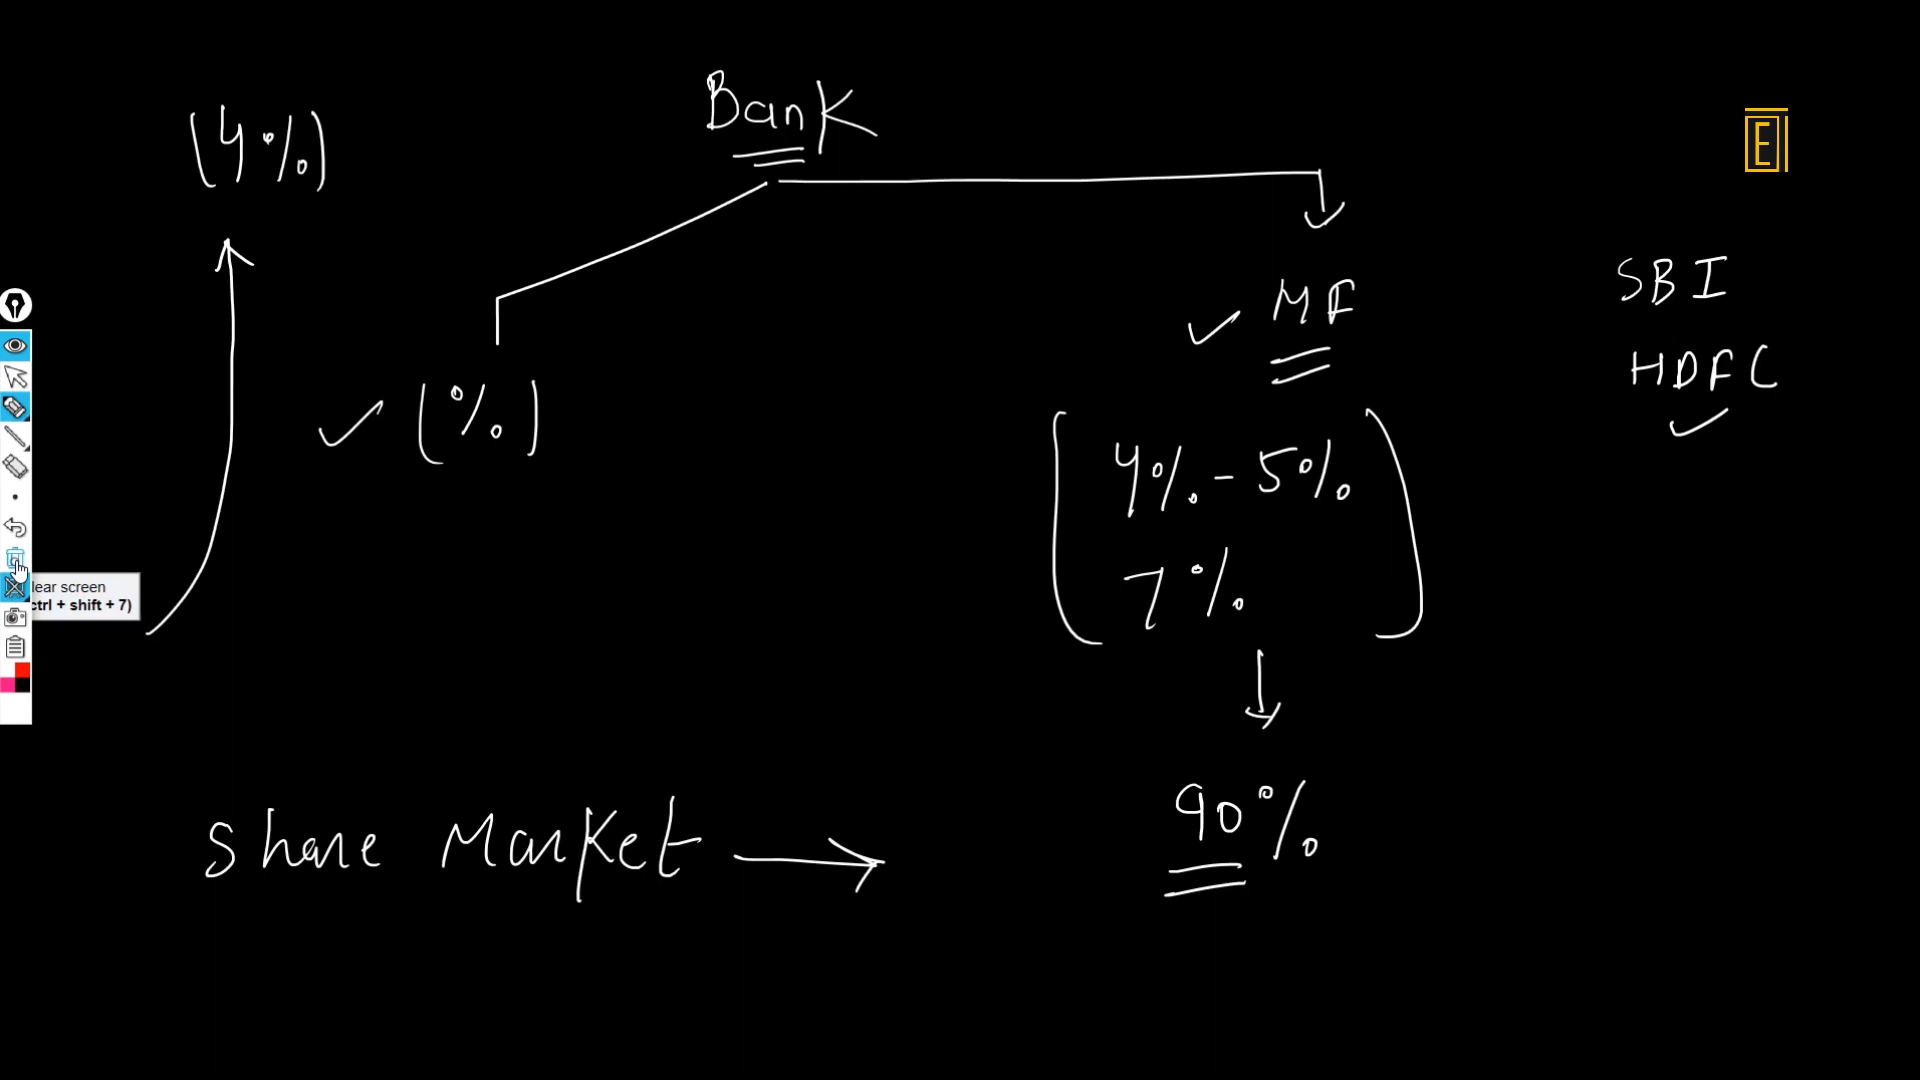 Bank
(4%)
E
MF
SBI
HDFC
(%)
4% - 5%
7%
lear screen
ctrl + shift + 7)
90%
Share Market